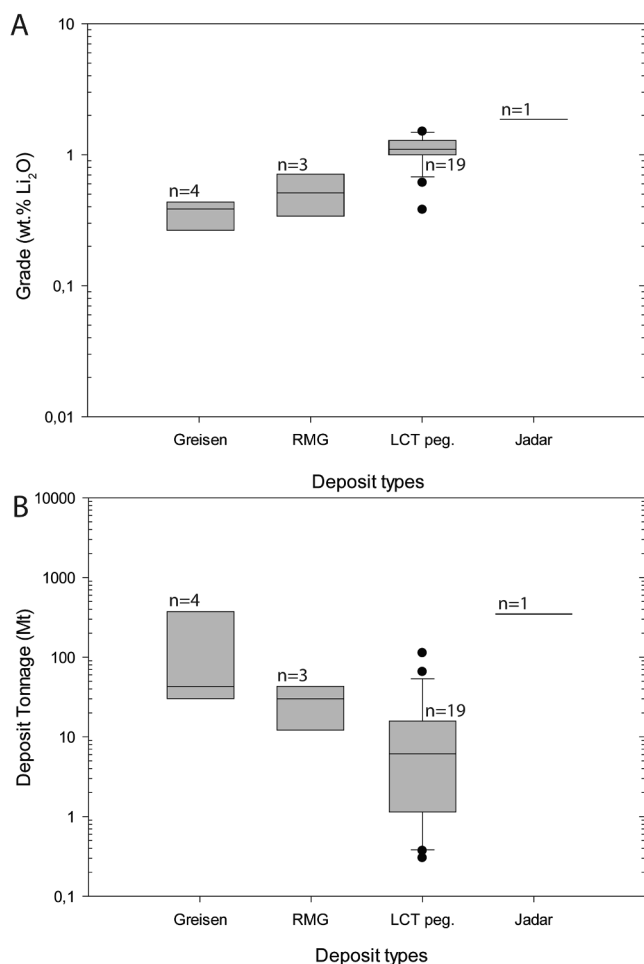 A
10
1
0,1
0,01
Grade (wt.% Li₂O)
n=4
n=3
n=19
n=1
Greisen RMG LCT peg. Jadar
Deposit types
B
10000
1000
100
10
1
0,1
Deposit Tonnage (Mt)
n=4
n=3
n=19
n=1
Greisen RMG LCT peg. Jadar
Deposit types